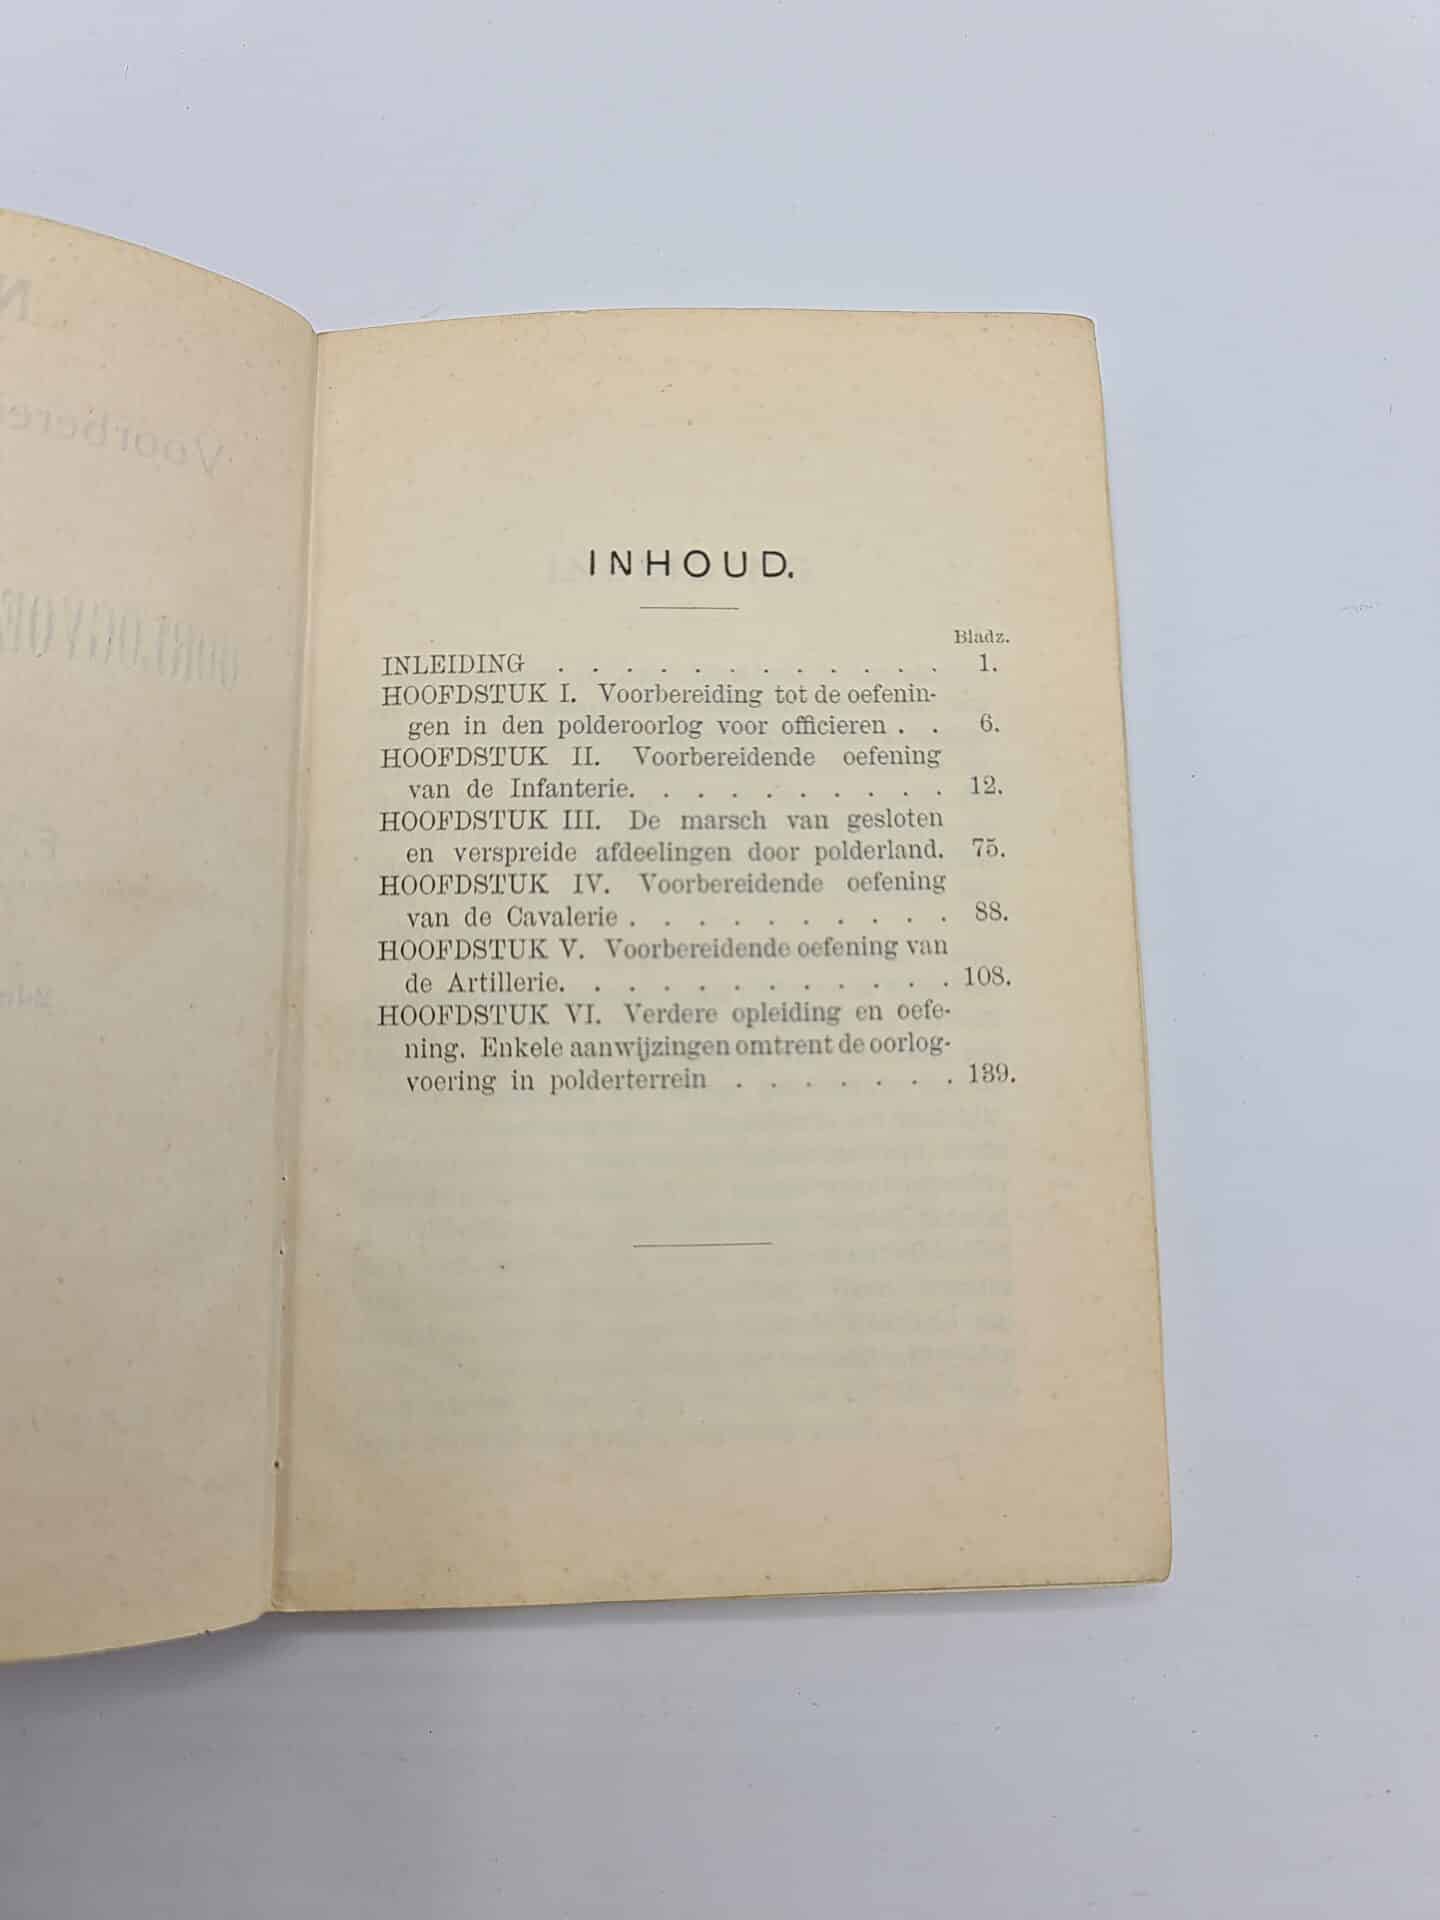 INHOUD.
Bladz.
INLEIDING . . . . . . . . . . . . 1.
HOOFDSTUK I. Voorbereiding tot de oefenin-
gen in den polderoorlog voor officieren . . 6.
HOOFDSTUK II. Voorbereidende oefening
van de Infanterie. . . . . . . . . . 12.
HOOFDSTUK III. De marsch van gesloten
en verspreide afdeelingen door polderland. 75.
HOOFDSTUK IV. Voorbereidende oefening
van de Cavalerie . . . . . . . . . . 88.
HOOFDSTUK V. Voorbereidende oefening van
de Artillerie. . . . . . . . . . . . 108.
HOOFDSTUK VI. Verdere opleiding en oefe-
ning. Enkele aanwijzingen omtrent de oorlog-
voering in polderterrein . . . . . . . 139.